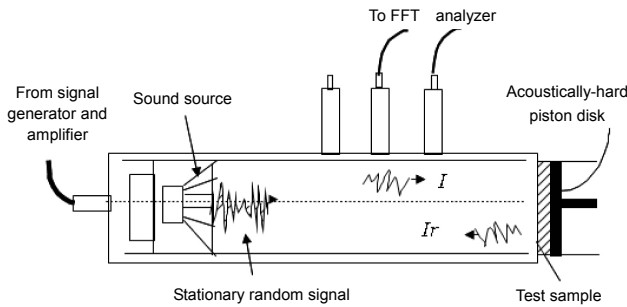 To FFT analyzer
From signal
generator and
amplifier
Sound source
Acoustically-hard
piston disk
I
Ir
Stationary random signal
Test sample